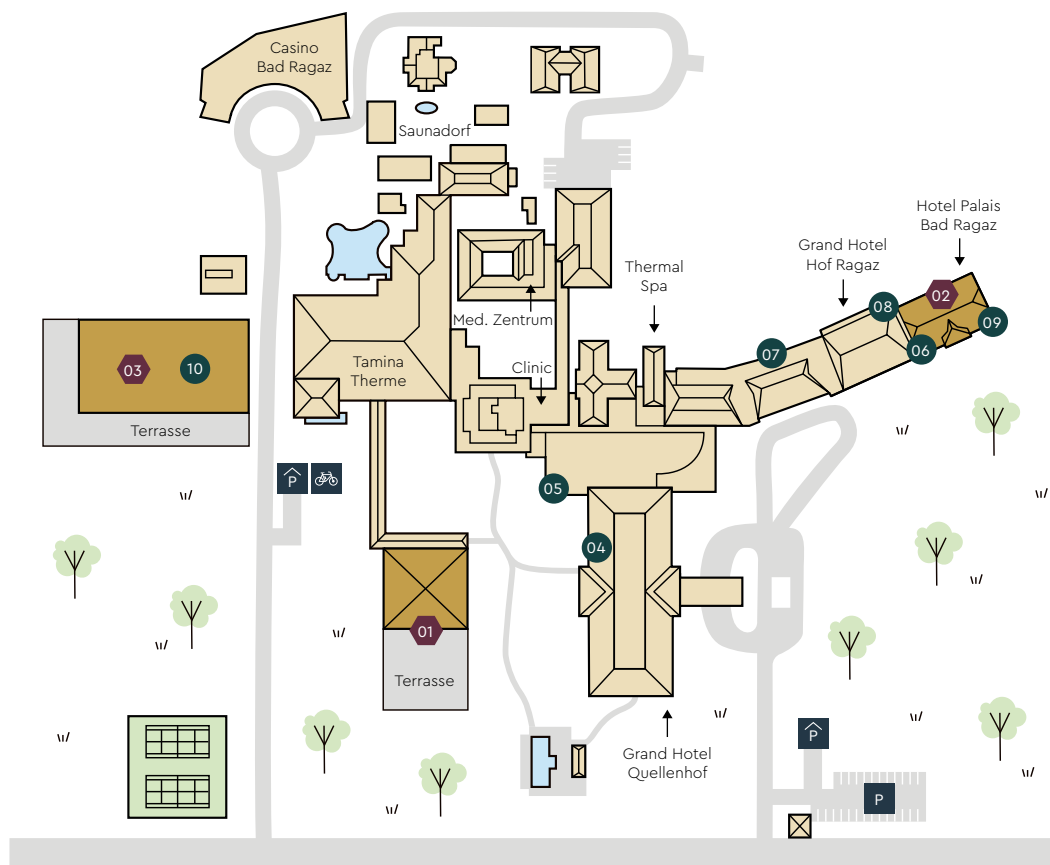 Casino
Bad Ragaz
Saunadorf
Hotel Palais
Bad Ragaz
Grand Hotel
Hof Ragaz
Thermal
Spa
02
08
09
Med. Zentrum
06
07
03
10
Tamina
Therme
Clinic
Terrasse
P
05
04
01
Terrasse
P
Grand Hotel
Quellenhof
P